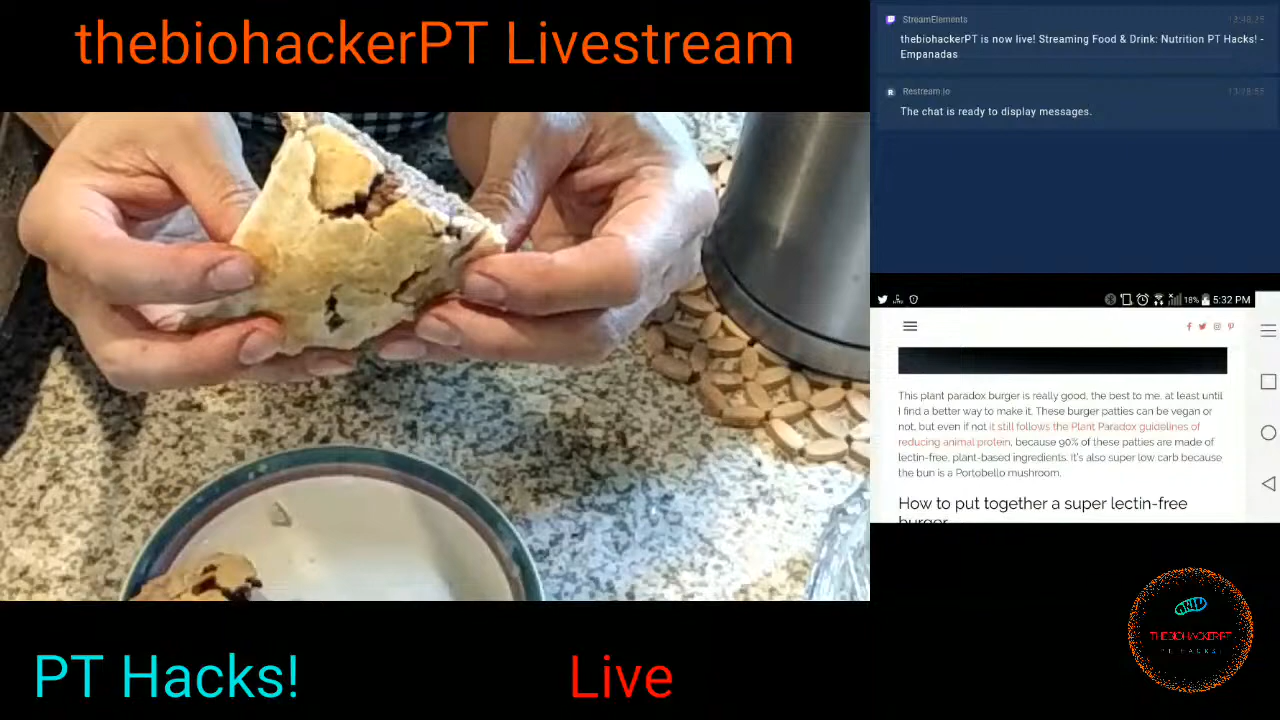 thebiohackerPT Livestream
StreamElements
thebiohackerPT is now live! Streaming Food & Drink: Nutrition PT Hacks! -
Empanadas
Restream.io
The chat is ready to display messages.
18% 5:32 PM
This plant paradox burger is really good, the best to me, at least until
I find a better way to make it. These burger patties can be vegan or
not, but even if not it still follows the Plant Paradox guidelines of
reducing animal protein, because 90% of these patties are made of
lectin-free, plant-based ingredients. It's also super low carb because
the bun is a Portobello mushroom.
How to put together a super lectin-free
burger
THEBIOHACKERPT
PT HACKS!
PT Hacks!
Live